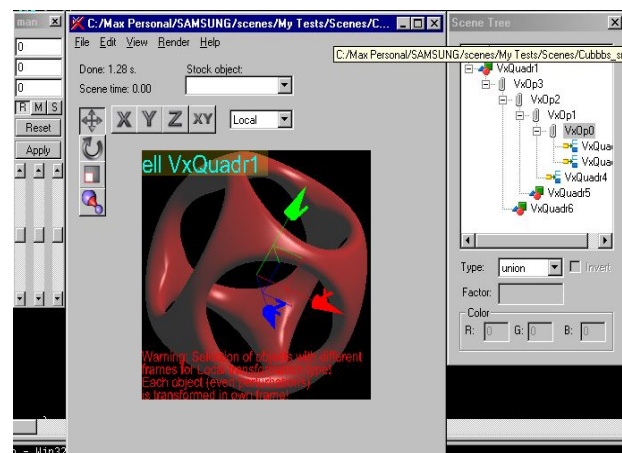 man
C:/Max Personal/SAMSUNG/scenes/My Tests/Scenes/C...
Scene Tree
File Edit View Render Help
C:/Max Personal/SAMSUNG/scenes/My Tests/Scenes/Cubbbs_s
0
0
R M S
Reset
Apply
Done: 1.28 s.
Stock object:
Scene time: 0.00
X Y Z XY
Local
ell VxQuadr1
Warning: Selection of objects with different
frames for Local transformation type!
Each object (even perturbations)
is transformed in own frame!
VxQuadr1
VxOp3
VxOp2
VxOp1
VxOp0
VxQua
VxQua
VxQuadr4
VxQuadr5
VxQuadr6
Type: union Invert
Factor:
Color
R: 0 G: 0 B: 0
- Win32